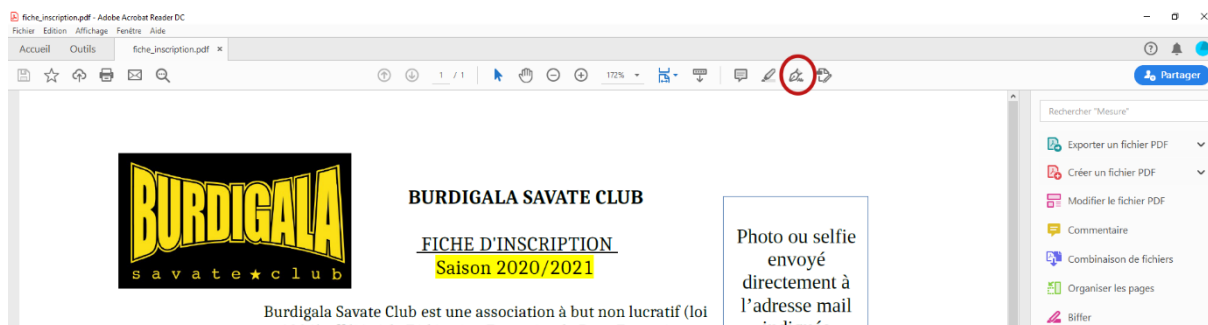 fiche_inscription.pdf - Adobe Acrobat Reader DC
Fichier Edition Affichage Fenêtre Aide
Accueil Outils fiche_inscription.pdf ×
1 / 1 172%
Partager
Rechercher "Mesure"
Exporter un fichier PDF
Créer un fichier PDF
Modifier le fichier PDF
Commentaire
Combinaison de fichiers
Organiser les pages
Biffer
BURDIGALA
savate★club
BURDIGALA SAVATE CLUB
FICHE D'INSCRIPTION
Saison 2020/2021
Burdigala Savate Club est une association à but non lucratif (loi
Photo ou selfie
envoyé
directement à
l'adresse mail